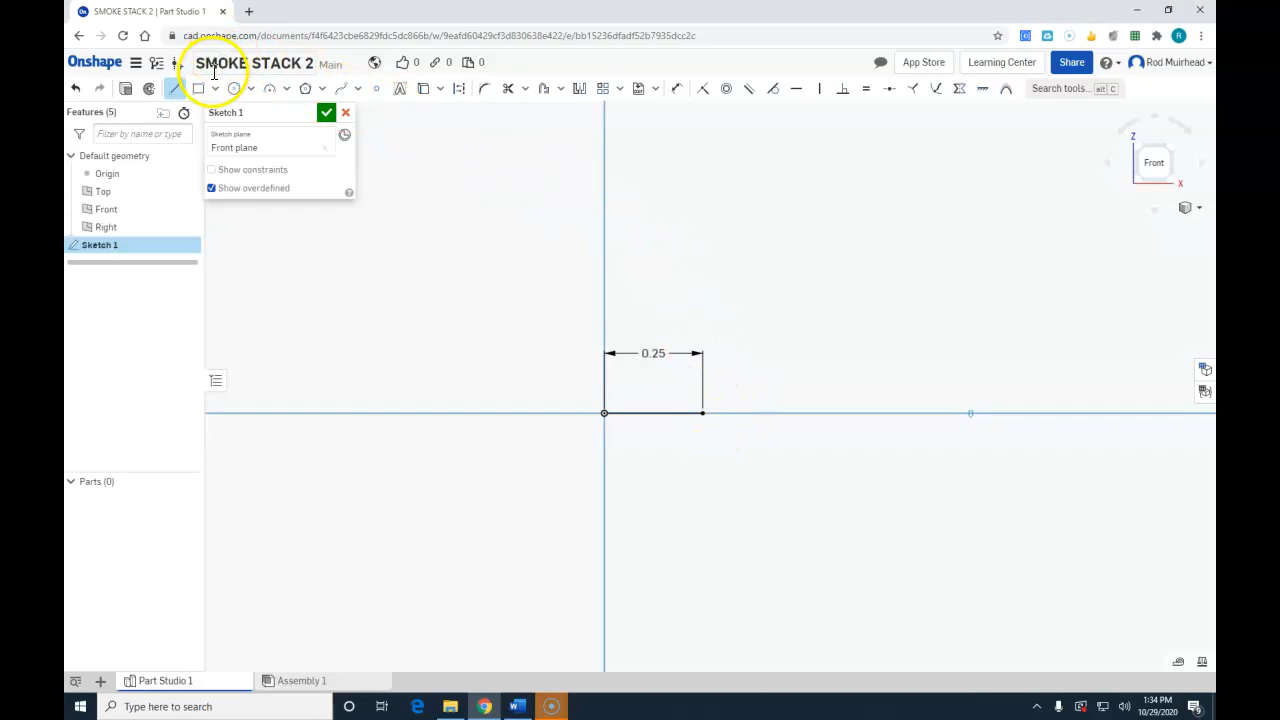 SMOKE STACK 2 | Part Studio 1
cad.onshape.com/documents/f4f6423cbe6829fdc5dc866b/w/9eafd60453cf0d830638e422/e/bb15236dfadf52b7935dcc2c
Onshape
SMOKE STACK 2
Main
0
0
0
App Store
Learning Center
Share
Rod Muirhead
Search tools...
alt C
Features (5)
Filter by name or type
Default geometry
Origin
Top
Front
Right
Sketch 1
Sketch 1
Sketch plane
Front plane
Show constraints
Show overdefined
0.25
Z
Front
X
Parts (0)
Part Studio 1
Assembly 1
Type here to search
1:34 PM
10/29/2020